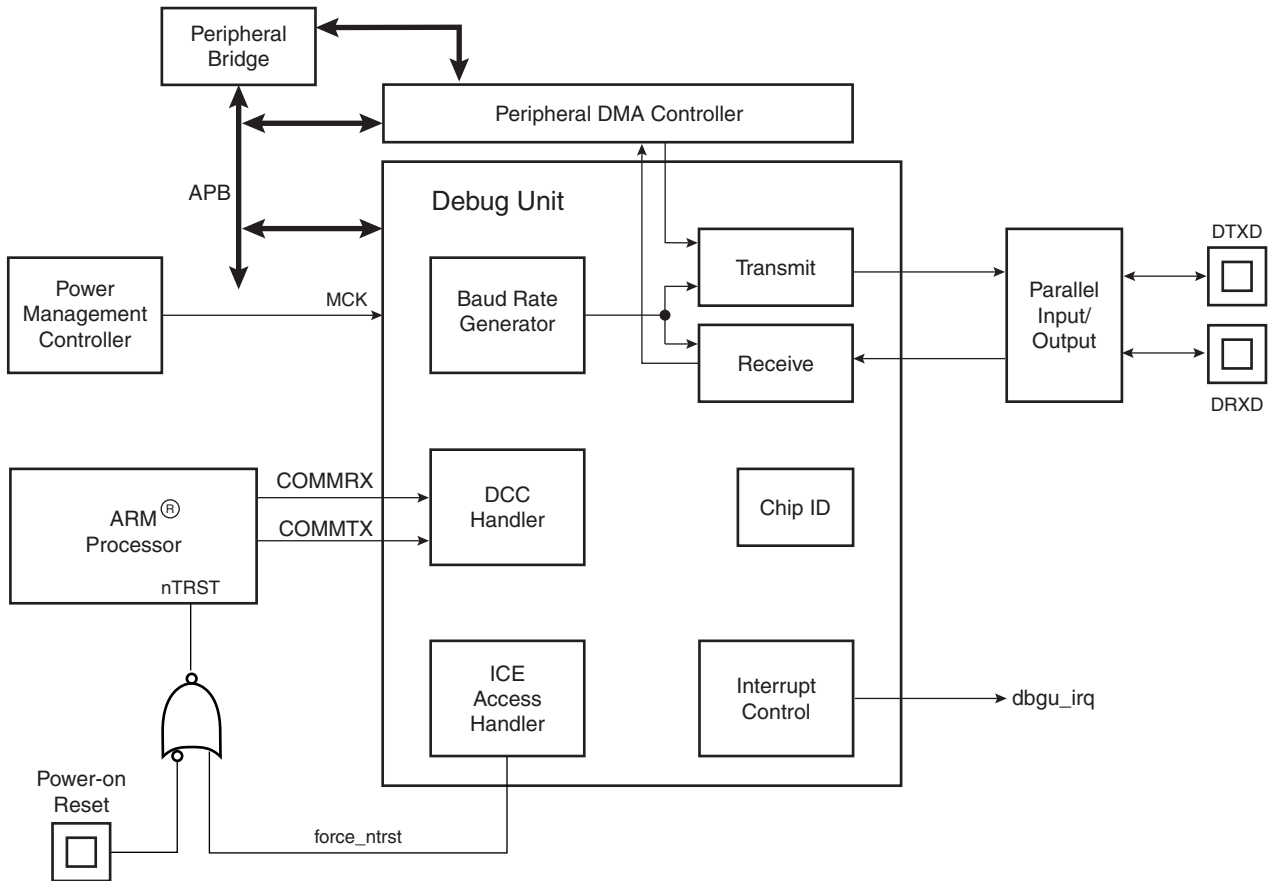 Peripheral
Bridge
Peripheral DMA Controller
APB
Debug Unit
Power
Management
Controller
MCK
Baud Rate
Generator
Transmit
Receive
Parallel
Input/
Output
DTXD
DRXD
ARM®
Processor
nTRST
COMMRX
COMMTX
DCC
Handler
Chip ID
ICE
Access
Handler
Interrupt
Control
dbgu_irq
Power-on
Reset
force_ntrst